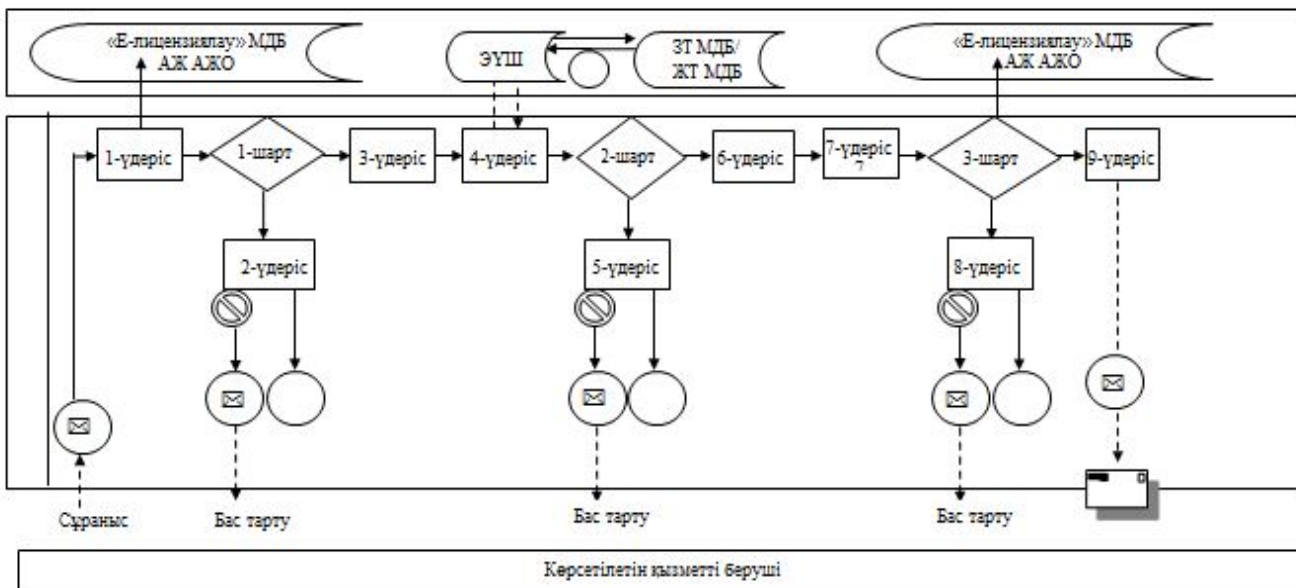 «Е-лицензиялау» МДБ
АЖ АЖО
ЭҮШ
ЗТ МДБ/
ЖТ МДБ
«Е-лицензиялау» МДБ
АЖ АЖО
1-үдеріс
1-шарт
3-үдеріс
4-үдеріс
2-шарт
6-үдеріс
7-үдеріс
7
3-шарт
9-үдеріс
2-үдеріс
5-үдеріс
8-үдеріс
Сұраныс
Бас тарту
Бас тарту
Бас тарту
Көрсетілетін қызметті беруші